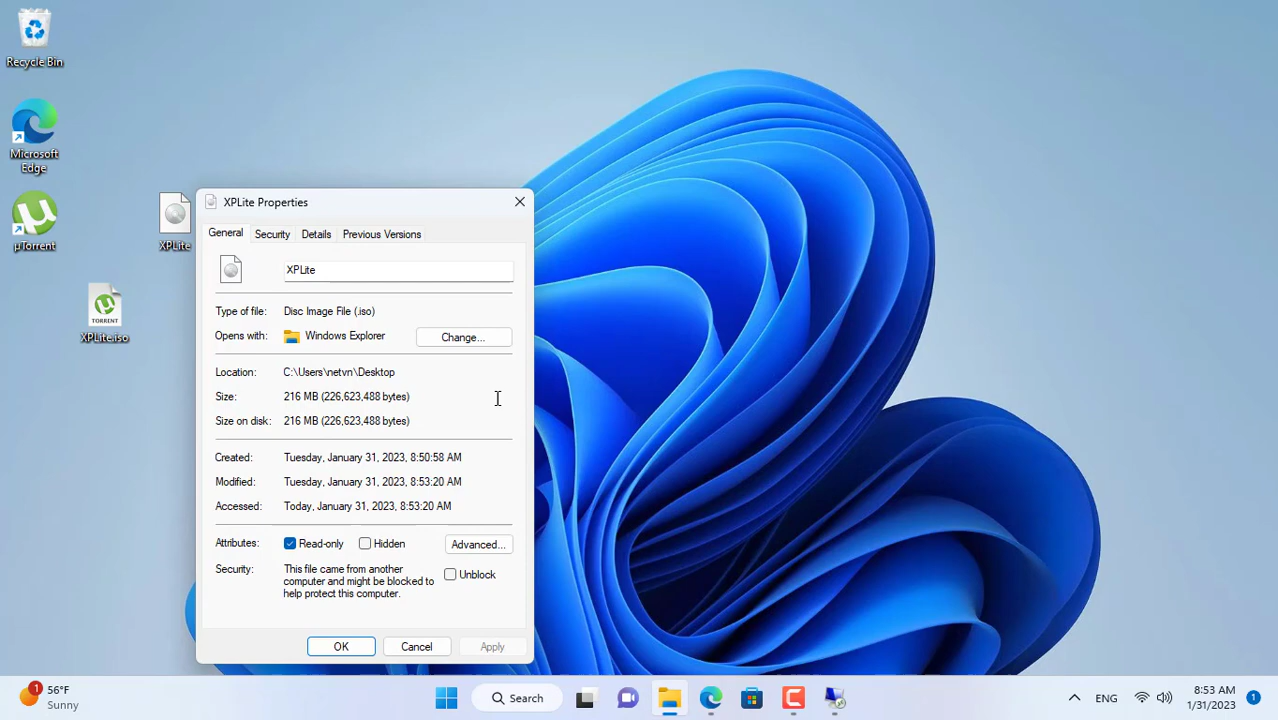 Recycle Bin
Microsoft
Edge
µTorrent
XPLite
TORRENT
XPLite.iso
XPLite Properties
General Security Details Previous Versions
XPLite
Type of file: Disc Image File (.iso)
Opens with: Windows Explorer Change...
Location: C:\Users\netvn\Desktop
Size: 216 MB (226,623,488 bytes)
Size on disk: 216 MB (226,623,488 bytes)
Created: Tuesday, January 31, 2023, 8:50:58 AM
Modified: Tuesday, January 31, 2023, 8:53:20 AM
Accessed: Today, January 31, 2023, 8:53:20 AM
Attributes: Read-only Hidden Advanced...
Security: This file came from another
computer and might be blocked to
help protect this computer.
Unblock
OK Cancel Apply
1
56°F
Sunny
Search
ENG
8:53 AM
1/31/2023
1